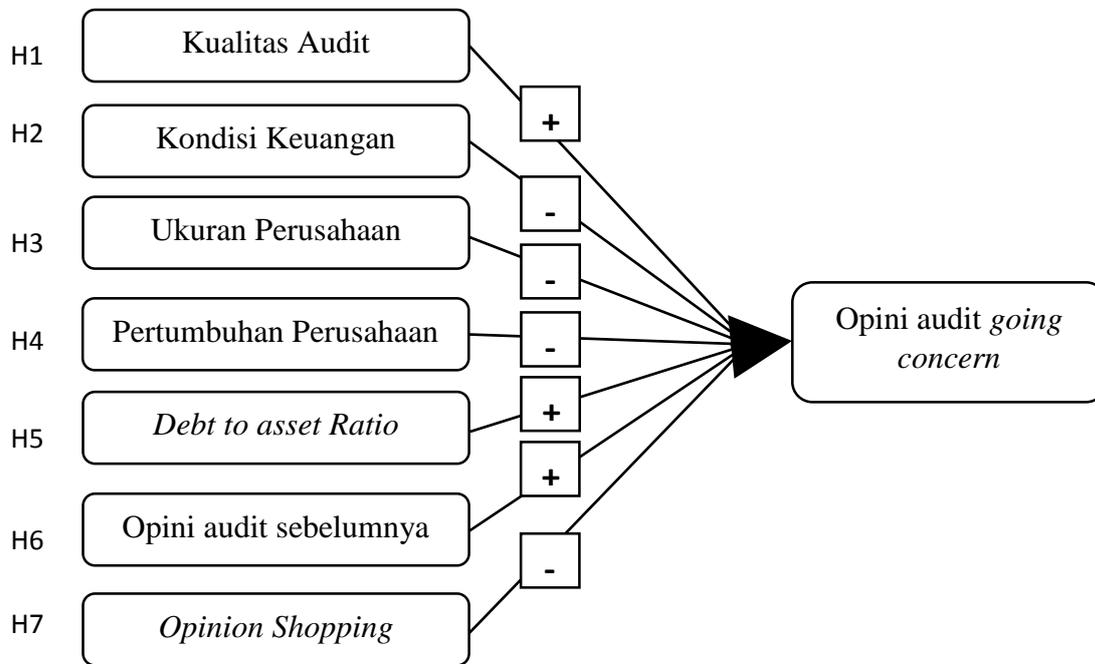 H1
Kualitas Audit
+
H2
Kondisi Keuangan
-
H3
Ukuran Perusahaan
-
H4
Pertumbuhan Perusahaan
-
H5
Debt to asset Ratio
+
H6
Opini audit sebelumnya
+
H7
Opinion Shopping
-
Opini audit going
concern